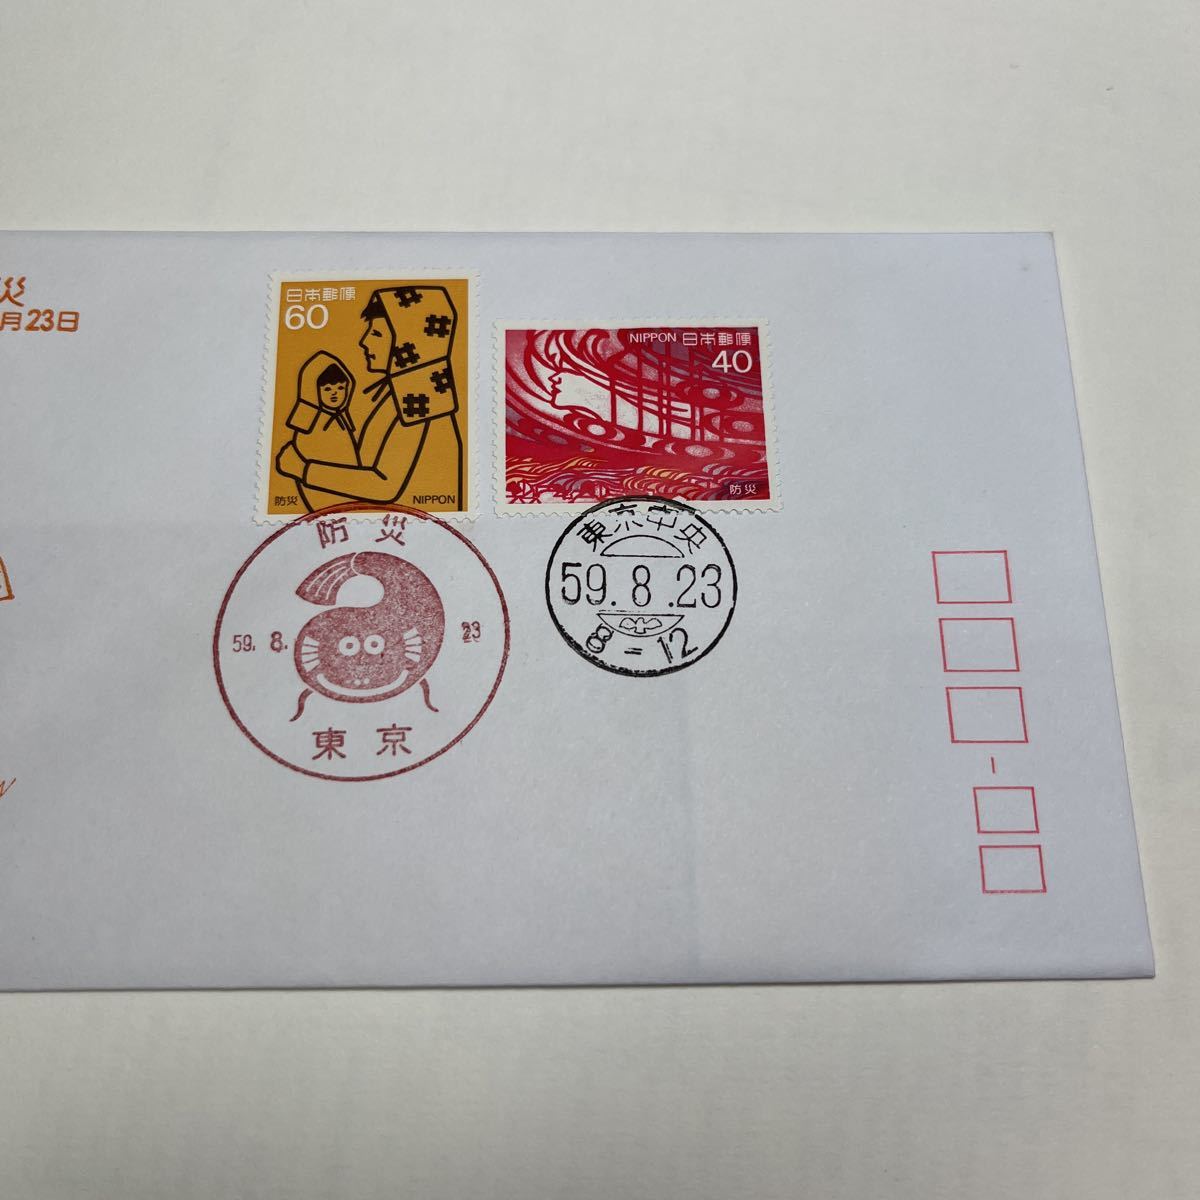 災
月23日
日本郵便
60
防災
NIPPON
NIPPON 日本郵便
40
防災
防災
59. 8. 23
東京
東京中央
59. 8. 23
8-12